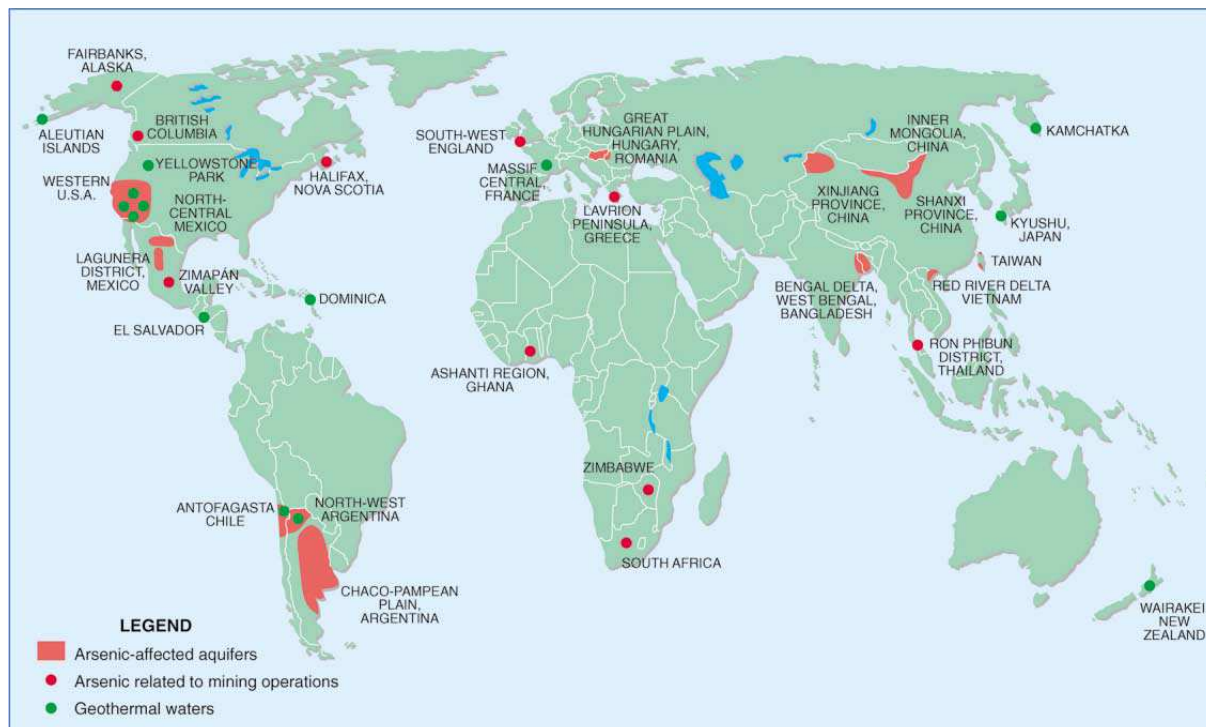 FAIRBANKS,
ALASKA
ALEUTIAN
ISLANDS
BRITISH
COLUMBIA
YELLOWSTONE
PARK
HALIFAX,
NOVA SCOTIA
WESTERN
U.S.A.
NORTH-
CENTRAL
MEXICO
LAGUNERA
DISTRICT,
MEXICO
ZIMAPÁN
VALLEY
DOMINICA
EL SALVADOR
SOUTH-WEST
ENGLAND
GREAT
HUNGARIAN PLAIN,
HUNGARY,
ROMANIA
MASSIF
CENTRAL,
FRANCE
LAVRION
PENINSULA,
GREECE
INNER
MONGOLIA,
CHINA
KAMCHATKA
XINJIANG
PROVINCE,
CHINA
SHANXI
PROVINCE,
CHINA
KYUSHU,
JAPAN
TAIWAN
BENGAL DELTA,
WEST BENGAL,
BANGLADESH
RED RIVER DELTA
VIETNAM
RON PHIBUN
DISTRICT,
THAILAND
ASHANTI REGION,
GHANA
ZIMBABWE
SOUTH AFRICA
ANTOFAGASTA
CHILE
NORTH-WEST
ARGENTINA
CHACO-PAMPEAN
PLAIN,
ARGENTINA
WAIRAKEI
NEW
ZEALAND
LEGEND
Arsenic-affected aquifers
Arsenic related to mining operations
Geothermal waters